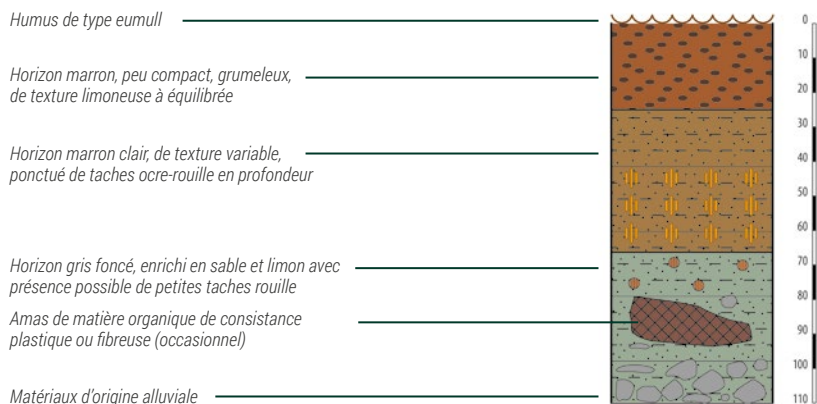 Humus de type eumull
Horizon marron, peu compact, grumeleux,
de texture limoneuse à équilibrée
Horizon marron clair, de texture variable,
ponctué de taches ocre-rouille en profondeur
Horizon gris foncé, enrichi en sable et limon avec
présence possible de petites taches rouille
Amas de matière organique de consistance
plastique ou fibreuse (occasionnel)
Matériaux d'origine alluviale
0
10
20
30
40
50
60
70
80
90
100
110